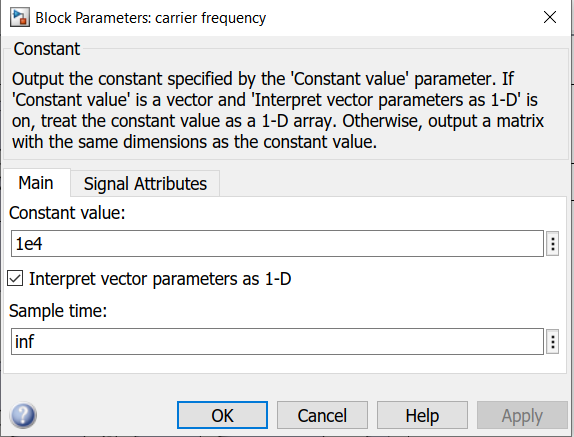 Block Parameters: carrier frequency
Constant
Output the constant specified by the 'Constant value' parameter. If
'Constant value' is a vector and 'Interpret vector parameters as 1-D' is
on, treat the constant value as a 1-D array. Otherwise, output a matrix
with the same dimensions as the constant value.
Main Signal Attributes
Constant value:
1e4
Interpret vector parameters as 1-D
Sample time:
inf
OK Cancel Help Apply